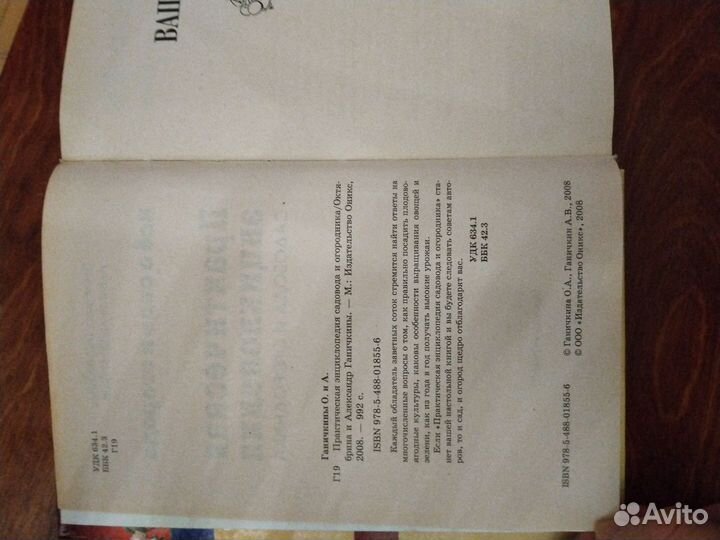 ВАШ
УДК 634.1
ББК 42.3
Г19
Ганичкины О. и А.
Г19 Практическая энциклопедия садовода и огородника/Октя-
брина и Александр Ганичкины. — М.: Издательство Оникс,
2008. — 992 с.
ISBN 978-5-488-01855-6
Каждый обладатель заветных соток стремится найти ответы на
многочисленные вопросы о том, как правильно посадить плодово-
ягодные культуры, каковы особенности выращивания овощей и
зелени, как из года в год получать высокие урожаи.
Если «Практическая энциклопедия садовода и огородника» ста-
нет вашей настольной книгой и вы будете следовать советам авто-
ров, то и сад, и огород щедро отблагодарят вас.
УДК 634.1
ББК 42.3
© Ганичкина О.А., Ганичкин А.В., 2008
ISBN 978-5-488-01855-6 © ООО «Издательство Оникс», 2008
Avito